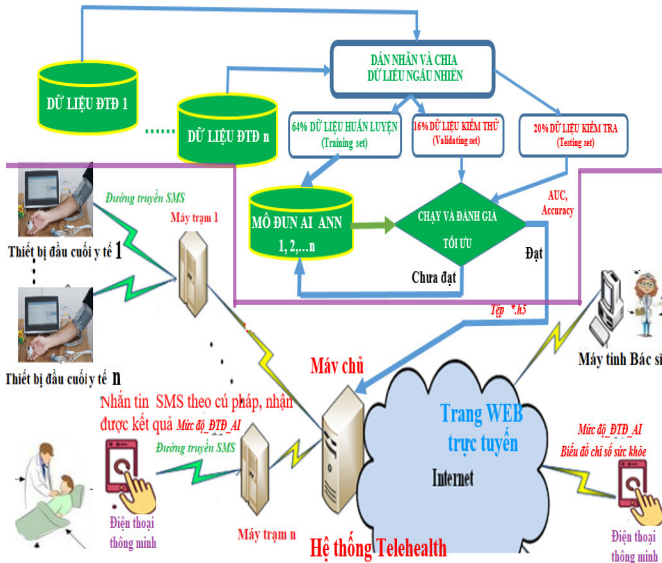 DÁN NHÃN VÀ CHIA
DỮ LIỆU NGẪU NHIÊN
DỮ LIỆU ĐTĐ 1
........
DỮ LIỆU ĐTĐ n
64% DỮ LIỆU HUẤN LUYỆN
(Training set)
16% DỮ LIỆU KIỂM THỬ
(Validating set)
20% DỮ LIỆU KIỂM TRA
(Testing set)
Đường truyền SMS
Máy trạm 1
MÔ ĐUN AI ANN
1, 2,...n
CHẠY VÀ ĐÁNH GIÁ
TỐI ƯU
AUC,
Accuracy
Thiết bị đầu cuối y tế 1
Chưa đạt
Đạt
Tệp *.h5
Thiết bị đầu cuối y tế n
Máy chủ
Máy tính Bác sĩ
Nhắn tin SMS theo cú pháp, nhận
được kết quả Mức độ_ĐTĐ_AI
Đường truyền SMS
Trang WEB
trực tuyến
Internet
Mức độ_ĐTĐ_AI
Biểu đồ chỉ số sức khỏe
Điện thoại
thông minh
Máy trạm n
Hệ thống Telehealth
Điện thoại
thông minh